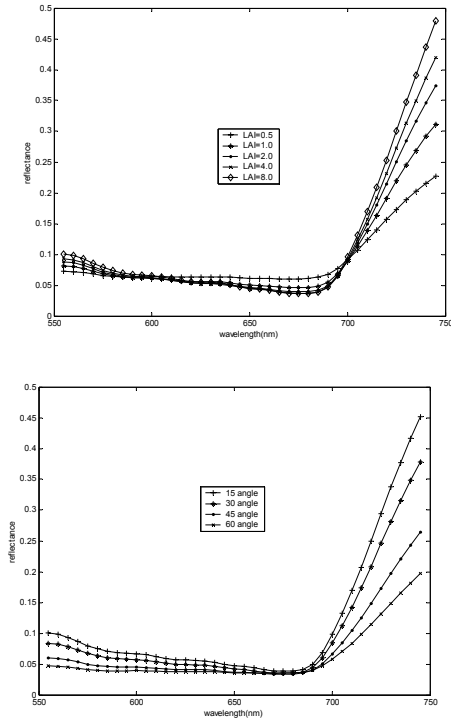 0.5
0.45
0.4
0.35
0.3
0.25
0.2
0.15
0.1
0.05
0
reflectance
LAI=0.5
LAI=1.0
LAI=2.0
LAI=4.0
LAI=8.0
550
600
650
700
750
wavelength(nm)
0.5
0.45
0.4
0.35
0.3
0.25
0.2
0.15
0.1
0.05
0
reflectance
15 angle
30 angle
45 angle
60 angle
550
600
650
700
750
wavelength(nm)